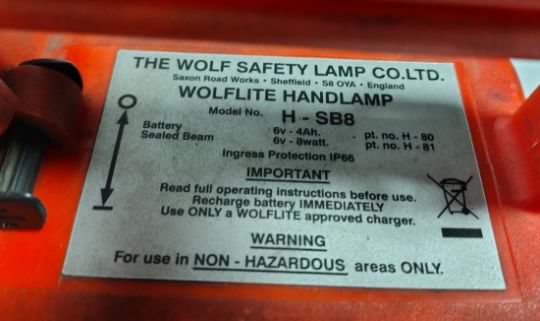 THE WOLF SAFETY LAMP CO.LTD.
Saxon Road Works • Sheffield • S8 OYA • England
WOLFLITE HANDLAMP
Model No. H - SB8
Battery 6v - 4Ah. - pt. no. H - 80
Sealed Beam 6v - 8watt. - pt. no. H - 81
Ingress Protection IP66
IMPORTANT
Read full operating instructions before use.
Recharge battery IMMEDIATELY
Use ONLY a WOLFLITE approved charger.
WARNING
For use in NON - HAZARDOUS areas ONLY.